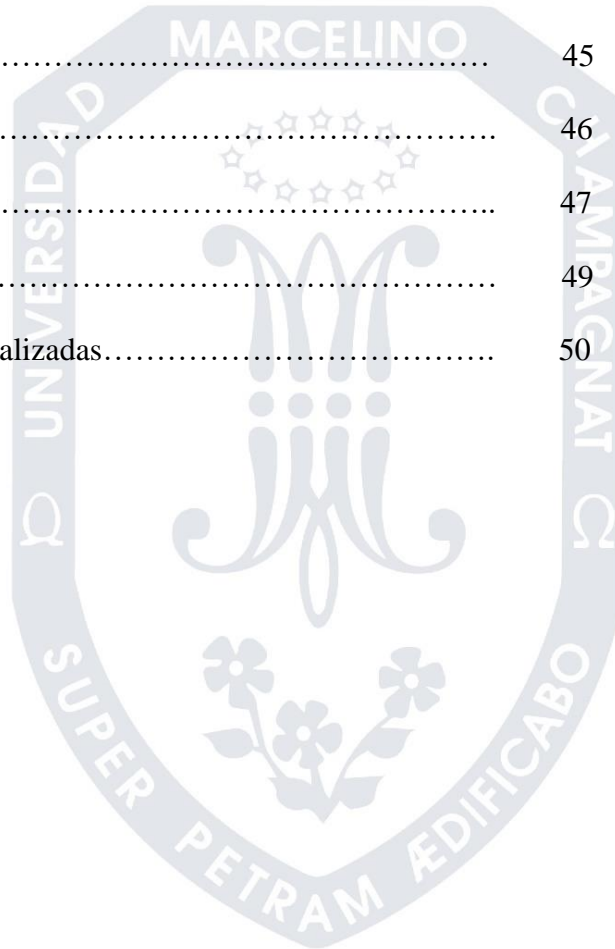 …………………………………………… 45
……………………………………………. 46
…………………………………………….. 47
……………………………………………. 49
alizadas………………………………. 50
UNIVERSIDAD MARCELINO CHAMPAGNAT
SUPER PETRAM ÆDIFICABO